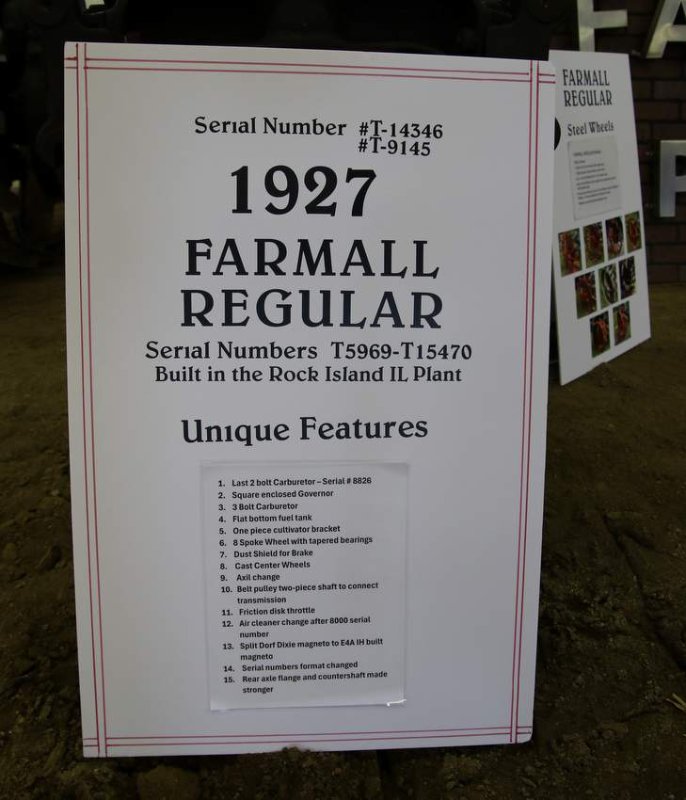 Serial Number #T-14346
#T-9145
1927
FARMALL
REGULAR
Serial Numbers T5969-T15470
Built in the Rock Island IL Plant
Unique Features
1. Last 2 bolt Carburetor – Serial # 8826
2. Square enclosed Governor
3. 3 Bolt Carburetor
4. Flat bottom fuel tank
5. One piece cultivator bracket
6. 8 Spoke Wheel with tapered bearings
7. Dust Shield for Brake
8. Cast Center Wheels
9. Axil change
10. Belt pulley two-piece shaft to connect
transmission
11. Friction disk throttle
12. Air cleaner change after 8000 serial
number
13. Split Dorf Dixie magneto to E4A IH built
magneto
14. Serial numbers format changed
15. Rear axle flange and countershaft made
stronger
FARMALL
REGULAR
Steel Wheels
FA
P